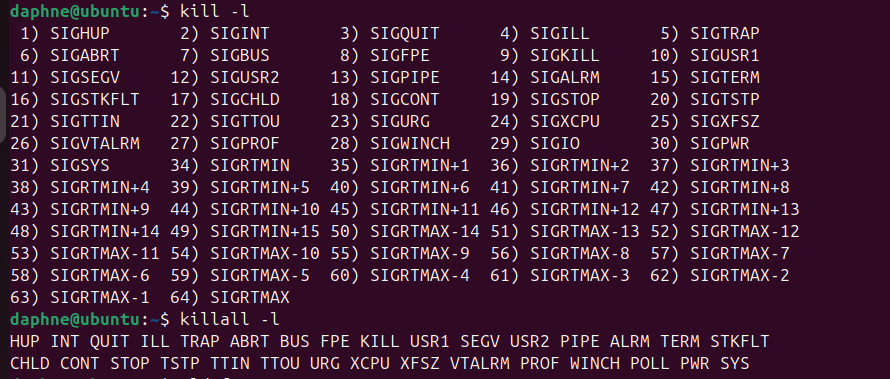 daphne@ubuntu:~$ kill -l
 1) SIGHUP       2) SIGINT       3) SIGQUIT      4) SIGILL       5) SIGTRAP
 6) SIGABRT      7) SIGBUS       8) SIGFPE       9) SIGKILL     10) SIGUSR1
11) SIGSEGV     12) SIGUSR2     13) SIGPIPE     14) SIGALRM     15) SIGTERM
16) SIGSTKFLT   17) SIGCHLD     18) SIGCONT     19) SIGSTOP     20) SIGTSTP
21) SIGTTIN     22) SIGTTOU     23) SIGURG      24) SIGXCPU     25) SIGXFSZ
26) SIGVTALRM   27) SIGPROF     28) SIGWINCH    29) SIGIO       30) SIGPWR
31) SIGSYS      34) SIGRTMIN    35) SIGRTMIN+1  36) SIGRTMIN+2  37) SIGRTMIN+3
38) SIGRTMIN+4  39) SIGRTMIN+5  40) SIGRTMIN+6  41) SIGRTMIN+7  42) SIGRTMIN+8
43) SIGRTMIN+9  44) SIGRTMIN+10 45) SIGRTMIN+11 46) SIGRTMIN+12 47) SIGRTMIN+13
48) SIGRTMIN+14 49) SIGRTMIN+15 50) SIGRTMAX-14 51) SIGRTMAX-13 52) SIGRTMAX-12
53) SIGRTMAX-11 54) SIGRTMAX-10 55) SIGRTMAX-9  56) SIGRTMAX-8  57) SIGRTMAX-7
58) SIGRTMAX-6  59) SIGRTMAX-5  60) SIGRTMAX-4  61) SIGRTMAX-3  62) SIGRTMAX-2
63) SIGRTMAX-1  64) SIGRTMAX
daphne@ubuntu:~$ killall -l
HUP INT QUIT ILL TRAP ABRT BUS FPE KILL USR1 SEGV USR2 PIPE ALRM TERM STKFLT
CHLD CONT STOP TSTP TTIN TTOU URG XCPU XFSZ VTALRM PROF WINCH POLL PWR SYS